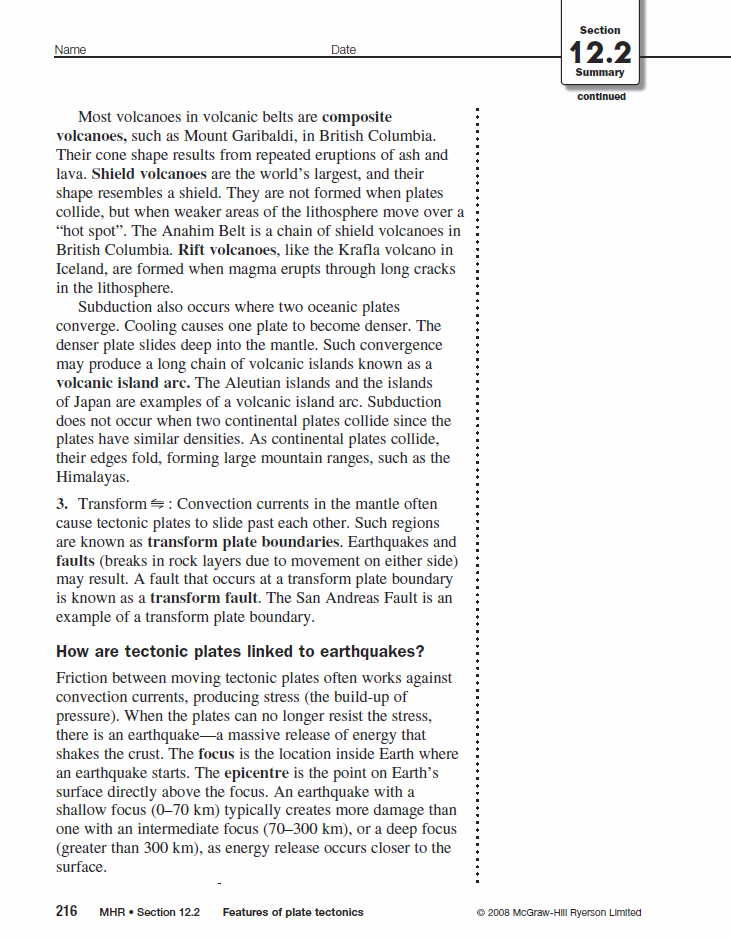 Section
12.2
Summary
Name Date
continued
Most volcanoes in volcanic belts are composite
volcanoes, such as Mount Garibaldi, in British Columbia.
Their cone shape results from repeated eruptions of ash and
lava. Shield volcanoes are the world's largest, and their
shape resembles a shield. They are not formed when plates
collide, but when weaker areas of the lithosphere move over a
“hot spot”. The Anahim Belt is a chain of shield volcanoes in
British Columbia. Rift volcanoes, like the Krafla volcano in
Iceland, are formed when magma erupts through long cracks
in the lithosphere.
Subduction also occurs where two oceanic plates
converge. Cooling causes one plate to become denser. The
denser plate slides deep into the mantle. Such convergence
may produce a long chain of volcanic islands known as a
volcanic island arc. The Aleutian islands and the islands
of Japan are examples of a volcanic island arc. Subduction
does not occur when two continental plates collide since the
plates have similar densities. As continental plates collide,
their edges fold, forming large mountain ranges, such as the
Himalayas.
3. Transform ⇋ : Convection currents in the mantle often
cause tectonic plates to slide past each other. Such regions
are known as transform plate boundaries. Earthquakes and
faults (breaks in rock layers due to movement on either side)
may result. A fault that occurs at a transform plate boundary
is known as a transform fault. The San Andreas Fault is an
example of a transform plate boundary.
How are tectonic plates linked to earthquakes?
Friction between moving tectonic plates often works against
convection currents, producing stress (the build-up of
pressure). When the plates can no longer resist the stress,
there is an earthquake—a massive release of energy that
shakes the crust. The focus is the location inside Earth where
an earthquake starts. The epicentre is the point on Earth's
surface directly above the focus. An earthquake with a
shallow focus (0–70 km) typically creates more damage than
one with an intermediate focus (70–300 km), or a deep focus
(greater than 300 km), as energy release occurs closer to the
surface.
216 MHR • Section 12.2 Features of plate tectonics © 2008 McGraw-Hill Ryerson Limited